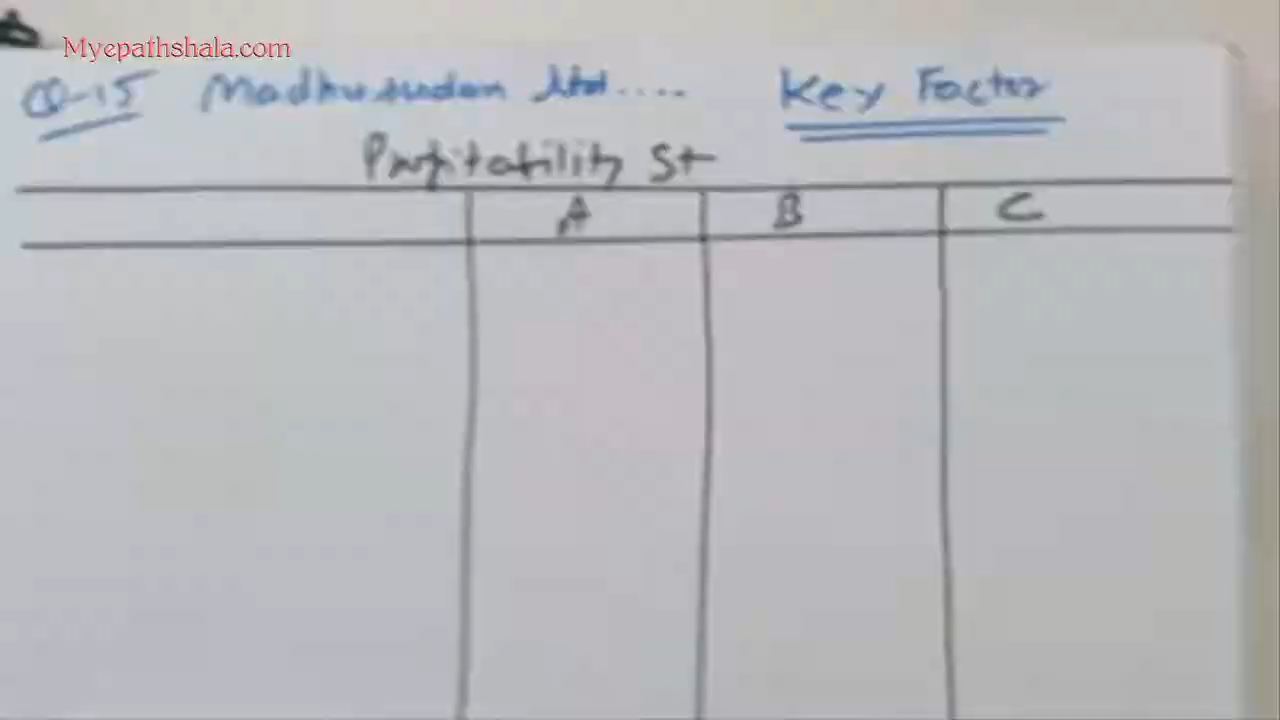 Myepathshala.com
Q-15 Madhusudan Ltd.... Key Factor
Profitability St
A B C